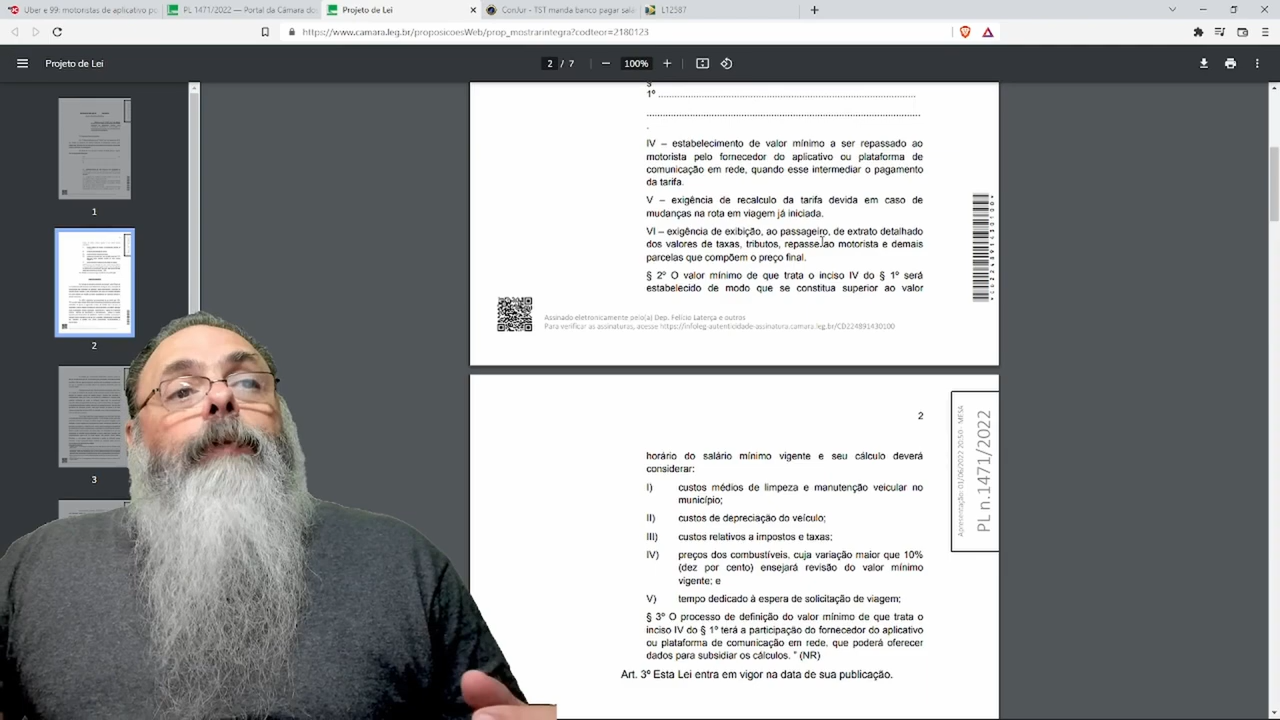 Uber e 99: motoristas de aplicativo po
PL 1471/2022 — Portal da Câmara do
Projeto de Lei
ConJur - TST manda banco pagar salá
L12587
https://www.camara.leg.br/proposicoesWeb/prop_mostrarintegra?codteor=2180123
Projeto de Lei
2 / 7
100%
1
2
3
1º
IV – estabelecimento de valor mínimo a ser repassado ao
motorista pelo fornecedor do aplicativo ou plataforma de
comunicação em rede, quando esse intermediar o pagamento
da tarifa.
V – exigência de recalculo da tarifa devida em caso de
mudanças na rota em viagem já iniciada.
VI – exigência de exibição, ao passageiro, de extrato detalhado
dos valores de taxas, tributos, repasse ao motorista e demais
parcelas que compõem o preço final.
§ 2º O valor mínimo de que trata o inciso IV do § 1º será
estabelecido de modo que se constitua superior ao valor
Assinado eletronicamente pelo(a) Dep. Felício Laterça e outros
Para verificar as assinaturas, acesse https://infoleg-autenticidade-assinatura.camara.leg.br/CD224891430100
2
Apresentação: 01/06/2022 20:50 - MESA
PL n.1471/2022
horário do salário mínimo vigente e seu cálculo deverá
considerar:
I) custos médios de limpeza e manutenção veicular no
município;
II) custos de depreciação do veículo;
III) custos relativos a impostos e taxas;
IV) preços dos combustíveis, cuja variação maior que 10%
(dez por cento) ensejará revisão do valor mínimo
vigente; e
V) tempo dedicado à espera de solicitação de viagem;
§ 3º O processo de definição do valor mínimo de que trata o
inciso IV do § 1º terá a participação do fornecedor do aplicativo
ou plataforma de comunicação em rede, que poderá oferecer
dados para subsidiar os cálculos. " (NR)
Art. 3º Esta Lei entra em vigor na data de sua publicação.